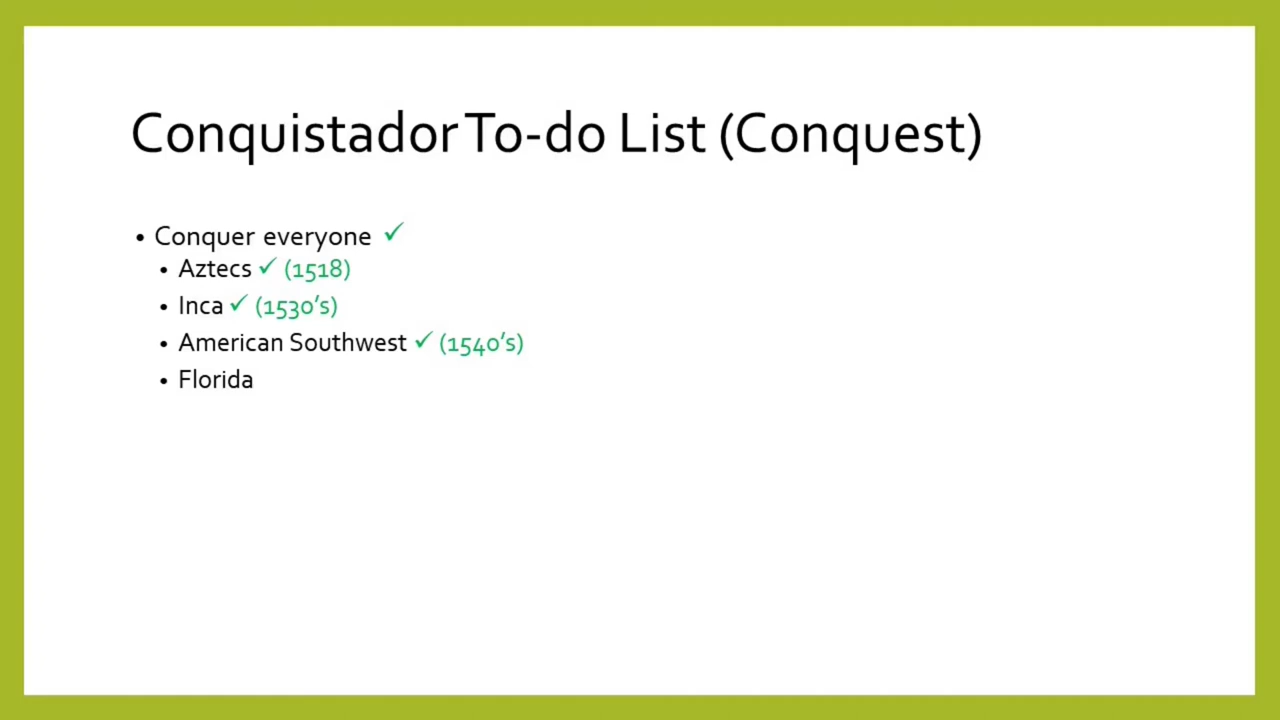 Conquistador To-do List (Conquest)
• Conquer everyone ✓
• Aztecs ✓ (1518)
• Inca ✓ (1530’s)
• American Southwest ✓ (1540’s)
• Florida